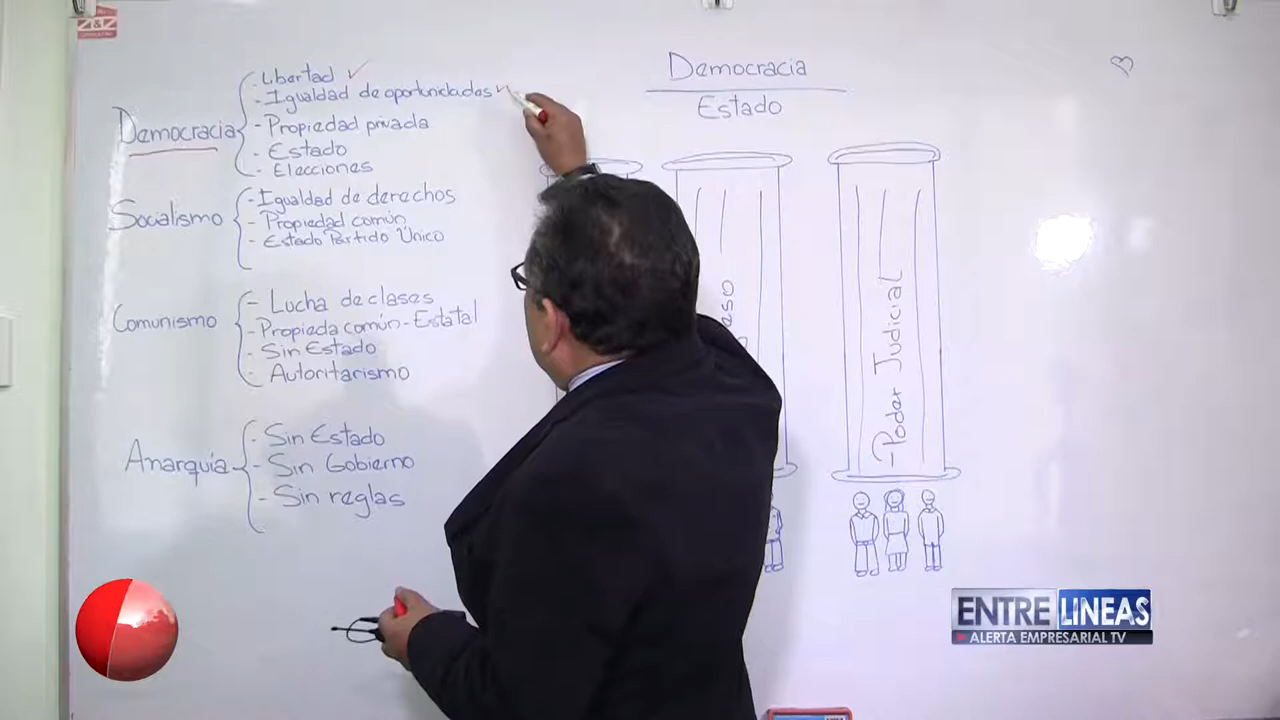 Z&Z
Democracia
- Libertad
- Igualdad de oportunidades
- Propiedad privada
- Estado
- Elecciones
Socialismo
- Igualdad de derechos
- Propiedad común
- Estado Partido Único
Comunismo
- Lucha de clases
- Propieda común - Estatal
- Sin Estado
- Autoritarismo
Anarquía
- Sin Estado
- Sin Gobierno
- Sin reglas
Democracia
Estado
- Poder Judicial
ENTRE LINEAS
ALERTA EMPRESARIAL TV